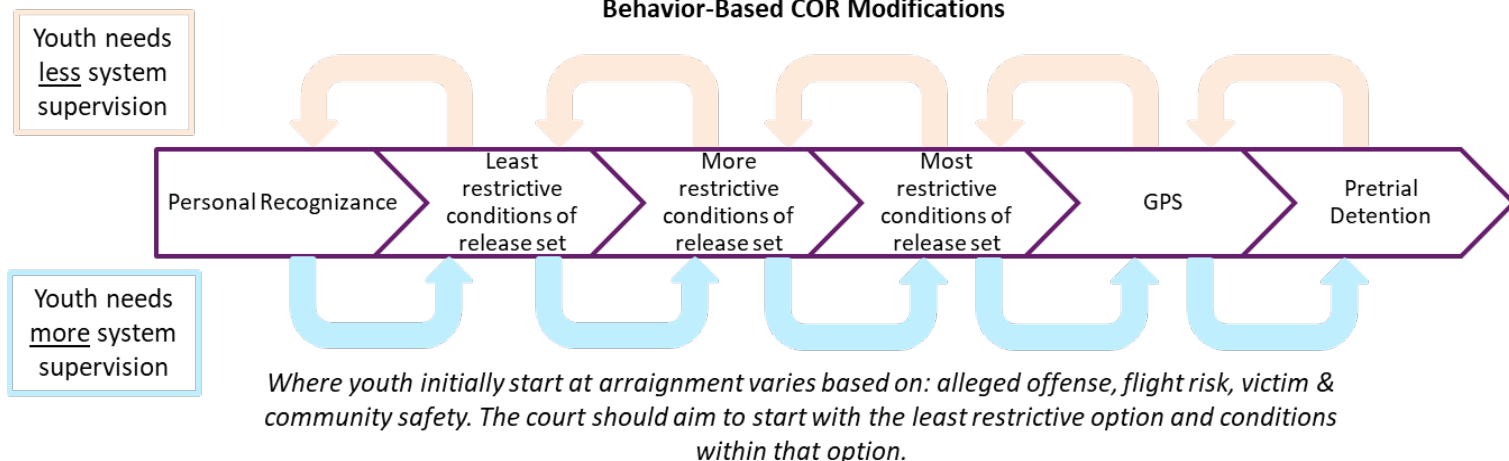 Behavior-Based COR Modifications
Youth needs
less system
supervision
Personal Recognizance
Least
restrictive
conditions of
release set
More
restrictive
conditions of
release set
Most
restrictive
conditions of
release set
GPS
Pretrial
Detention
Youth needs
more system
supervision
Where youth initially start at arraignment varies based on: alleged offense, flight risk, victim &
community safety. The court should aim to start with the least restrictive option and conditions
within that option.